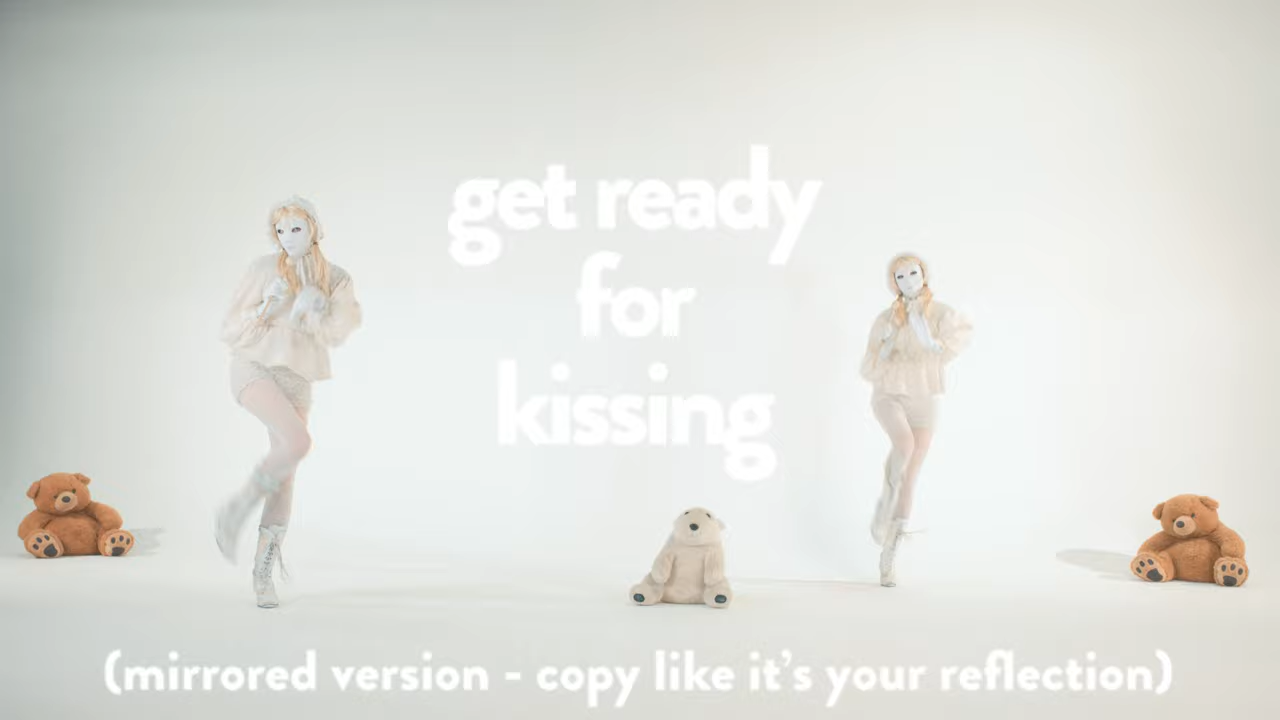 get ready
for
kissing
(mirrored version - copy like it's your reflection)